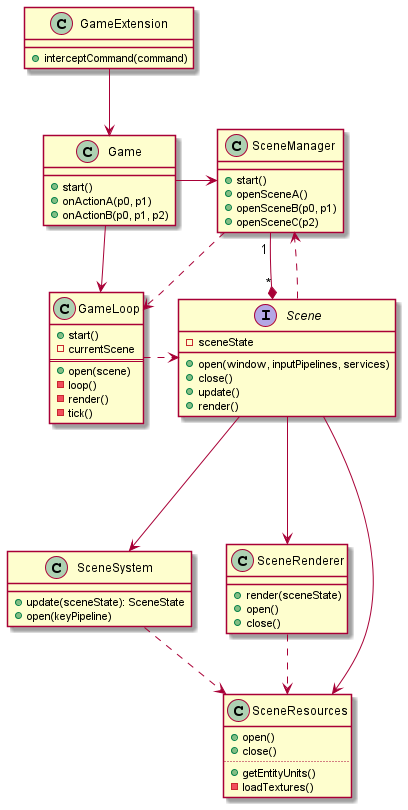 C GameExtension
interceptCommand(command)
C Game
start()
onActionA(p0, p1)
onActionB(p0, p1, p2)
C SceneManager
start()
openSceneA()
openSceneB(p0, p1)
openSceneC(p2)
1
*
C GameLoop
start()
currentScene
open(scene)
loop()
render()
tick()
I Scene
sceneState
open(window, inputPipelines, services)
close()
update()
render()
C SceneSystem
update(sceneState): SceneState
open(keyPipeline)
C SceneRenderer
render(sceneState)
open()
close()
C SceneResources
open()
close()
getEntityUnits()
loadTextures()